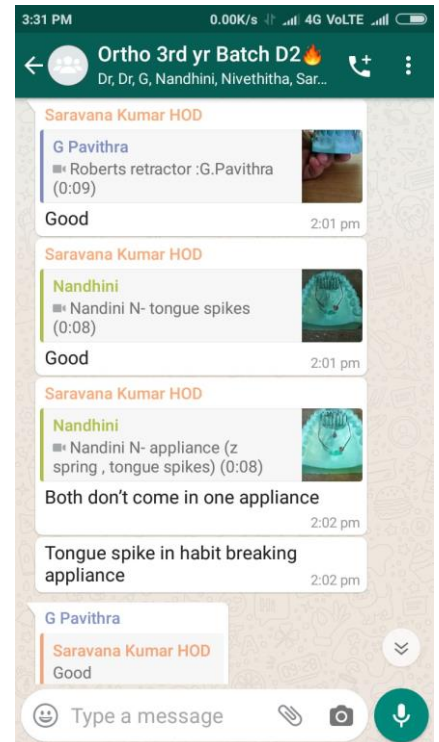 3:31 PM
0.00K/s 4G VoLTE
Ortho 3rd yr Batch D2🔥
Dr, Dr, G, Nandhini, Nivethitha, Sar...
Saravana Kumar HOD
G Pavithra
Roberts retractor :G.Pavithra
(0:09)
Good
2:01 pm
Saravana Kumar HOD
Nandhini
Nandini N- tongue spikes
(0:08)
Good
2:01 pm
Saravana Kumar HOD
Nandhini
Nandini N- appliance (z
spring , tongue spikes) (0:08)
Both don't come in one appliance
2:02 pm
Tongue spike in habit breaking
appliance
2:02 pm
G Pavithra
Saravana Kumar HOD
Good
Type a message